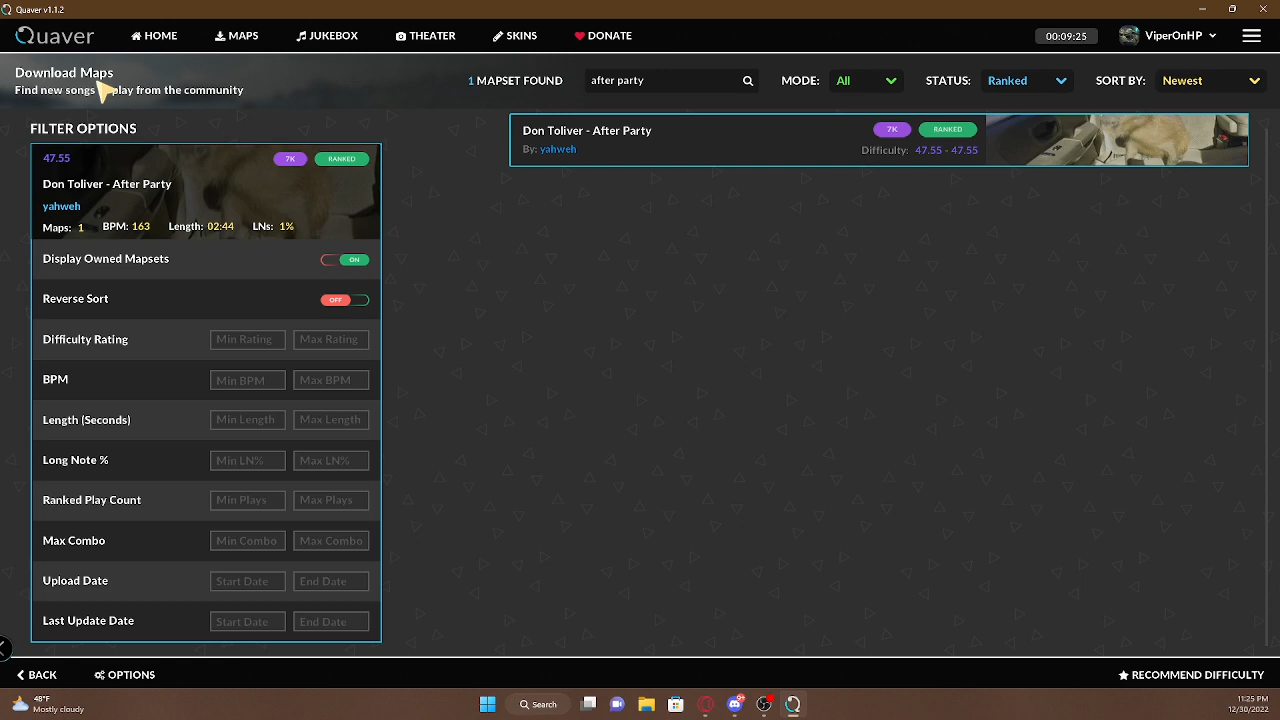 Quaver v1.1.2
Quaver HOME MAPS JUKEBOX THEATER SKINS DONATE 00:09:25 ViperOnHP
Download Maps
Find new songs play from the community
1 MAPSET FOUND after party MODE: All STATUS: Ranked SORT BY: Newest
FILTER OPTIONS
47.55 7K RANKED
Don Toliver - After Party
yahweh
Maps: 1 BPM: 163 Length: 02:44 LNs: 1%
Display Owned Mapsets ON
Reverse Sort OFF
Difficulty Rating Min Rating Max Rating
BPM Min BPM Max BPM
Length (Seconds) Min Length Max Length
Long Note % Min LN% Max LN%
Ranked Play Count Min Plays Max Plays
Max Combo Min Combo Max Combo
Upload Date Start Date End Date
Last Update Date Start Date End Date
Don Toliver - After Party 7K RANKED
By: yahweh Difficulty: 47.55 - 47.55
BACK OPTIONS RECOMMEND DIFFICULTY
48°F
Mostly cloudy
Search
11:25 PM
12/30/2022